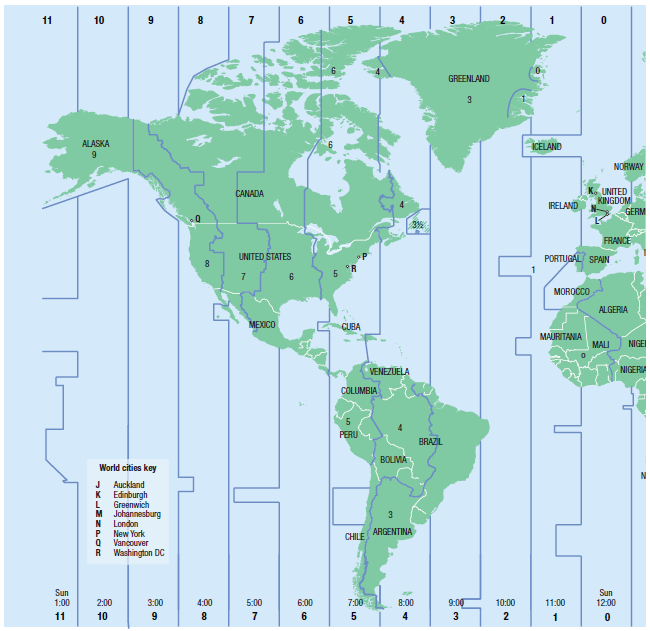 11 10 9 8 7 6 5 4 3 2 1 0
6
4
0
GREENLAND
3
1
ALASKA
9
6
ICELAND
NORWAY
CANADA
K UNITED
KINGDOM
4
IRELAND
N
GERM
Q
L
3½
FRANCE
UNITED STATES
P
PORTUGAL
SPAIN
8
7
6
5
R
1
MOROCCO
ALGERIA
MEXICO
CUBA
MAURITANIA
MALI
NIGE
0
VENEZUELA
NIGERIA
COLUMBIA
5
4
PERU
BRAZIL
BOLIVIA
World cities key
J Auckland
K Edinburgh
L Greenwich
M Johannesburg
N London
P New York
Q Vancouver
R Washington DC
N
3
ARGENTINA
CHILE
Sun
1:00 2:00 3:00 4:00 5:00 6:00 7:00 8:00 9:00 10:00 11:00
Sun
12:00
11 10 9 8 7 6 5 4 3 2 1 0